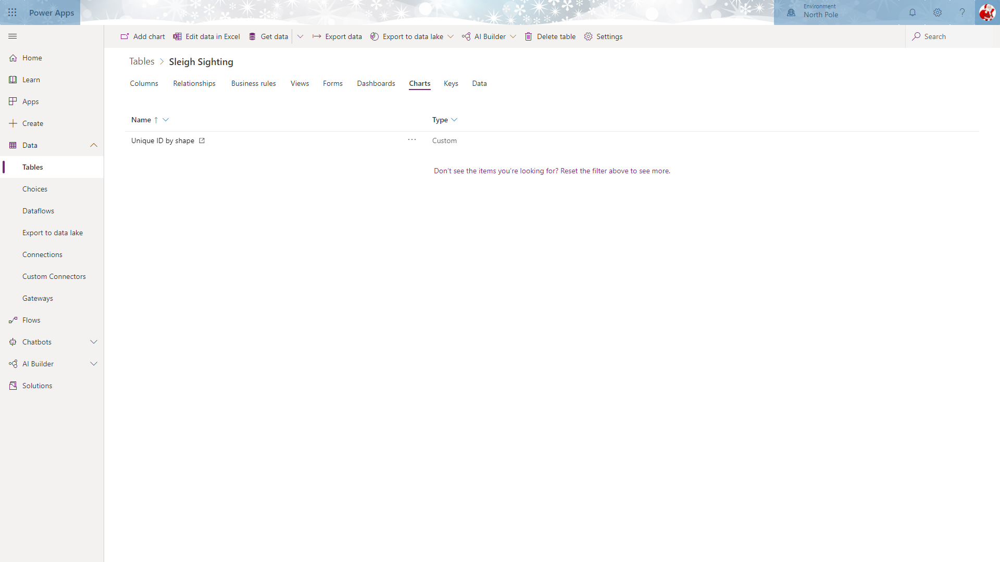 Power Apps
Environment
North Pole
Add chart
Edit data in Excel
Get data
Export data
Export to data lake
AI Builder
Delete table
Settings
Search
Home
Learn
Apps
Create
Data
Tables
Choices
Dataflows
Export to data lake
Connections
Custom Connectors
Gateways
Flows
Chatbots
AI Builder
Solutions
Tables > Sleigh Sighting
Columns
Relationships
Business rules
Views
Forms
Dashboards
Charts
Keys
Data
Name ↑
Type
Unique ID by shape
...
Custom
Don't see the items you're looking for? Reset the filter above to see more.